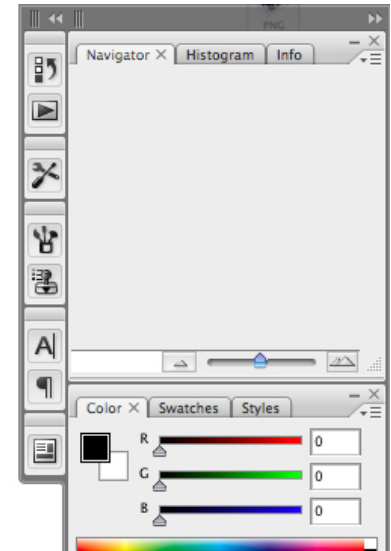 PNG
Navigator × Histogram Info
A
¶
Color × Swatches Styles
R 0
G 0
B 0